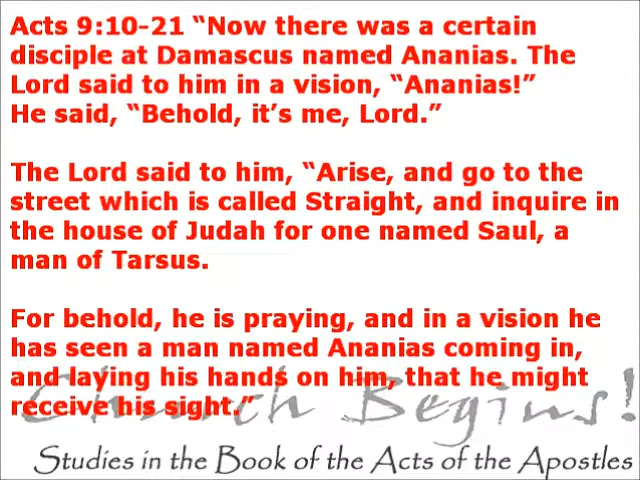 Acts 9:10-21 “Now there was a certain
disciple at Damascus named Ananias. The
Lord said to him in a vision, “Ananias!”
He said, “Behold, it’s me, Lord.”
The Lord said to him, “Arise, and go to the
street which is called Straight, and inquire in
the house of Judah for one named Saul, a
man of Tarsus.
For behold, he is praying, and in a vision he
has seen a man named Ananias coming in,
and laying his hands on him, that he might
receive his sight.”
Church Begins!
Studies in the Book of the Acts of the Apostles